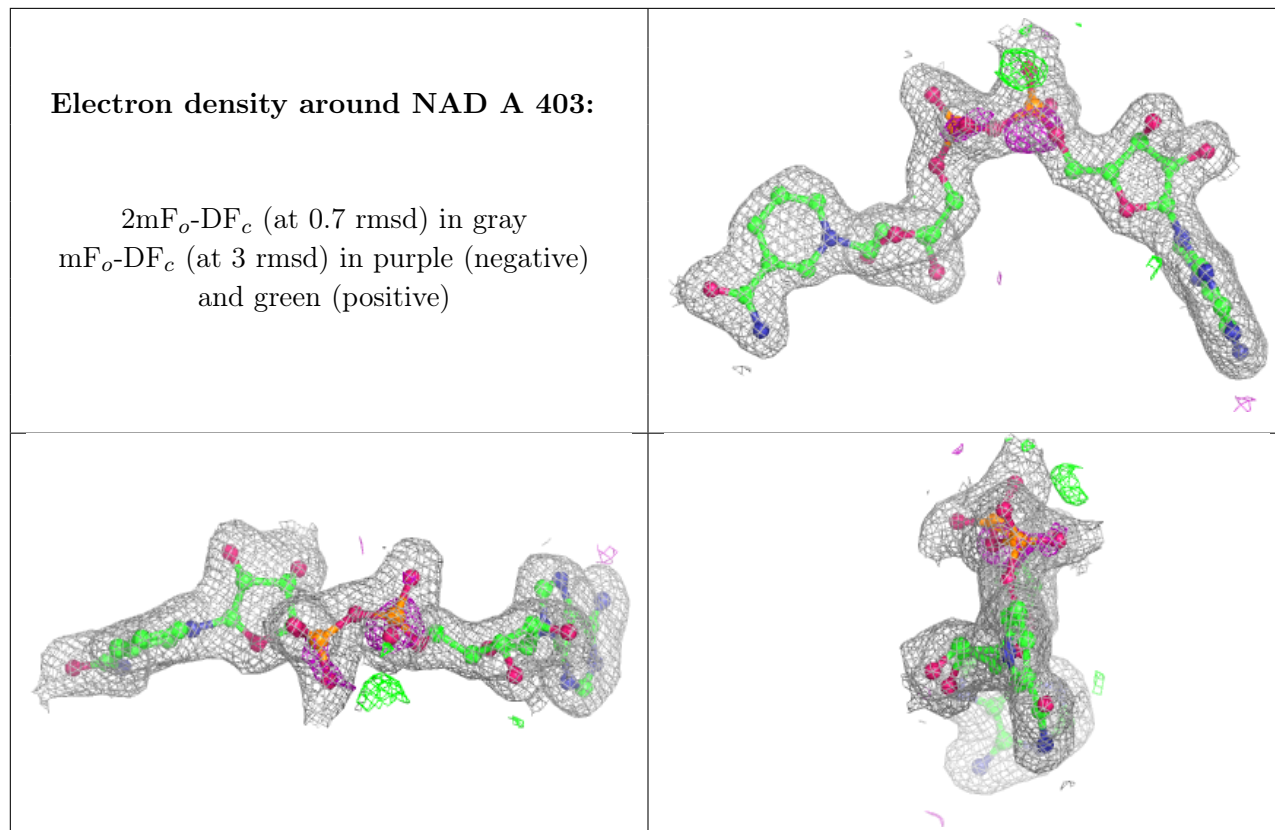 Electron density around NAD A 403:
2mFo-DFc (at 0.7 rmsd) in gray
mFo-DFc (at 3 rmsd) in purple (negative)
and green (positive)